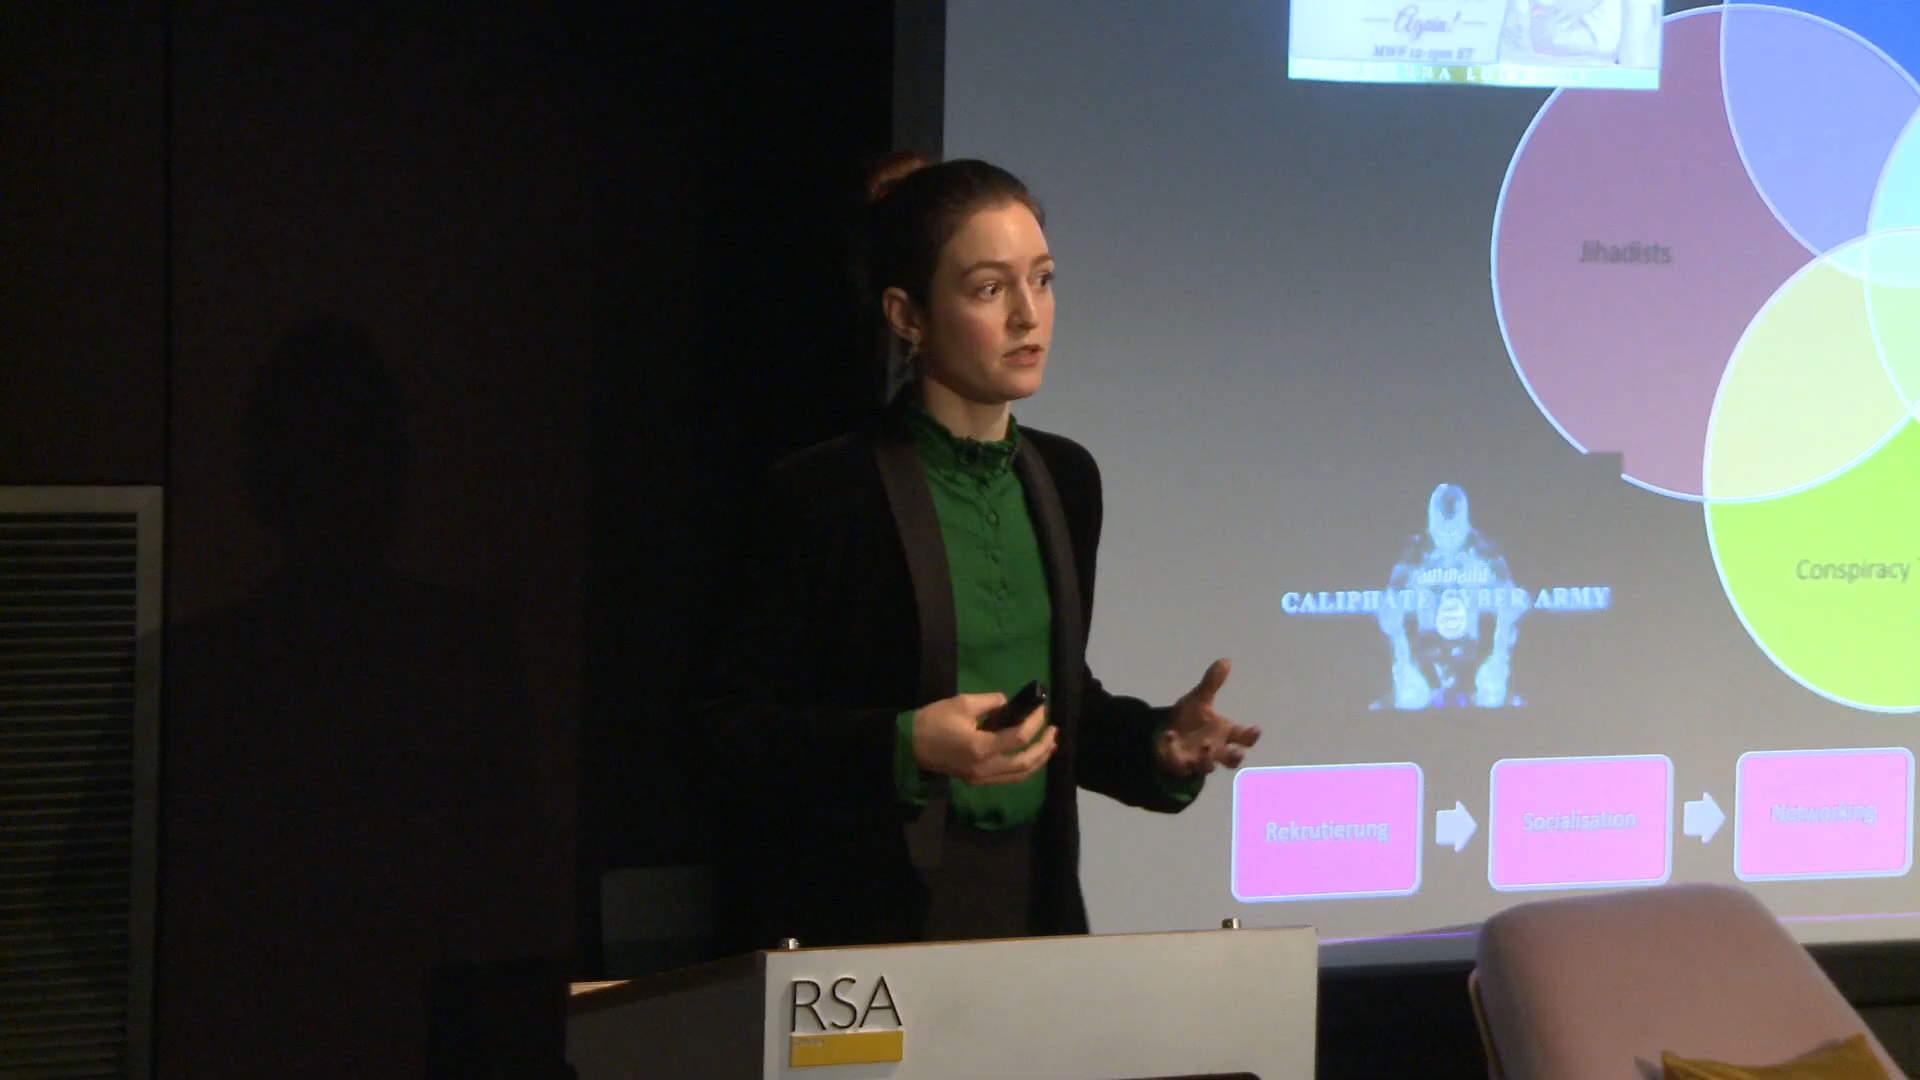 Again!
Jihadists
CALIPHATE CYBER ARMY
Conspiracy
Rekrutierung
Socialisation
Networking
RSA